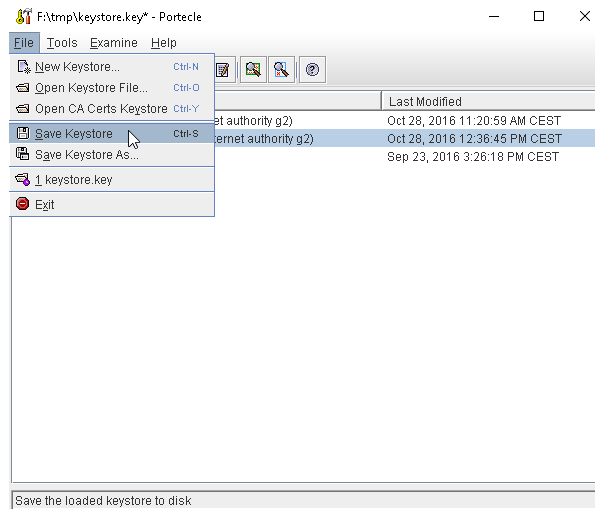 F:\tmp\keystore.key* - Portecle
File Tools Examine Help
New Keystore... Ctrl-N
Open Keystore File... Ctrl-O
Open CA Certs Keystore Ctrl-Y
Save Keystore Ctrl-S
Save Keystore As...
1 keystore.key
Exit
Last Modified
net authority g2) Oct 28, 2016 11:20:59 AM CEST
ternet authority g2) Oct 28, 2016 12:36:45 PM CEST
Sep 23, 2016 3:26:18 PM CEST
Save the loaded keystore to disk